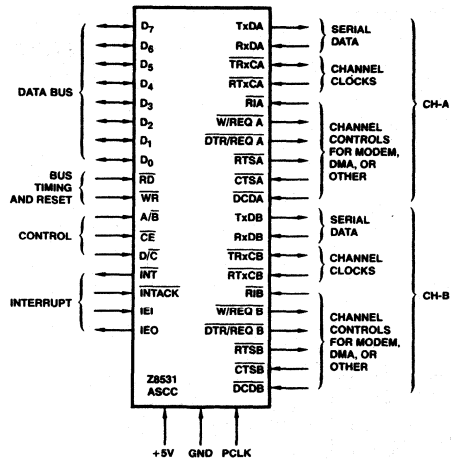 D7
D6
D5
D4
D3
D2
D1
D0
DATA BUS
RD
WR
BUS
TIMING
AND RESET
A/B
CE
D/C
CONTROL
INT
INTACK
IEI
IEO
INTERRUPT
TxDA
RxDA
SERIAL
DATA
TRxCA
RTxCA
CHANNEL
CLOCKS
RIA
W/REQ A
DTR/REQ A
RTSA
CTSA
DCDA
CHANNEL
CONTROLS
FOR MODEM,
DMA, OR
OTHER
CH-A
TxDB
RxDB
SERIAL
DATA
TRxCB
RTxCB
CHANNEL
CLOCKS
RIB
W/REQ B
DTR/REQ B
RTSB
CTSB
DCDB
CHANNEL
CONTROLS
FOR MODEM,
DMA, OR
OTHER
CH-B
Z8531
ASCC
+5V GND PCLK